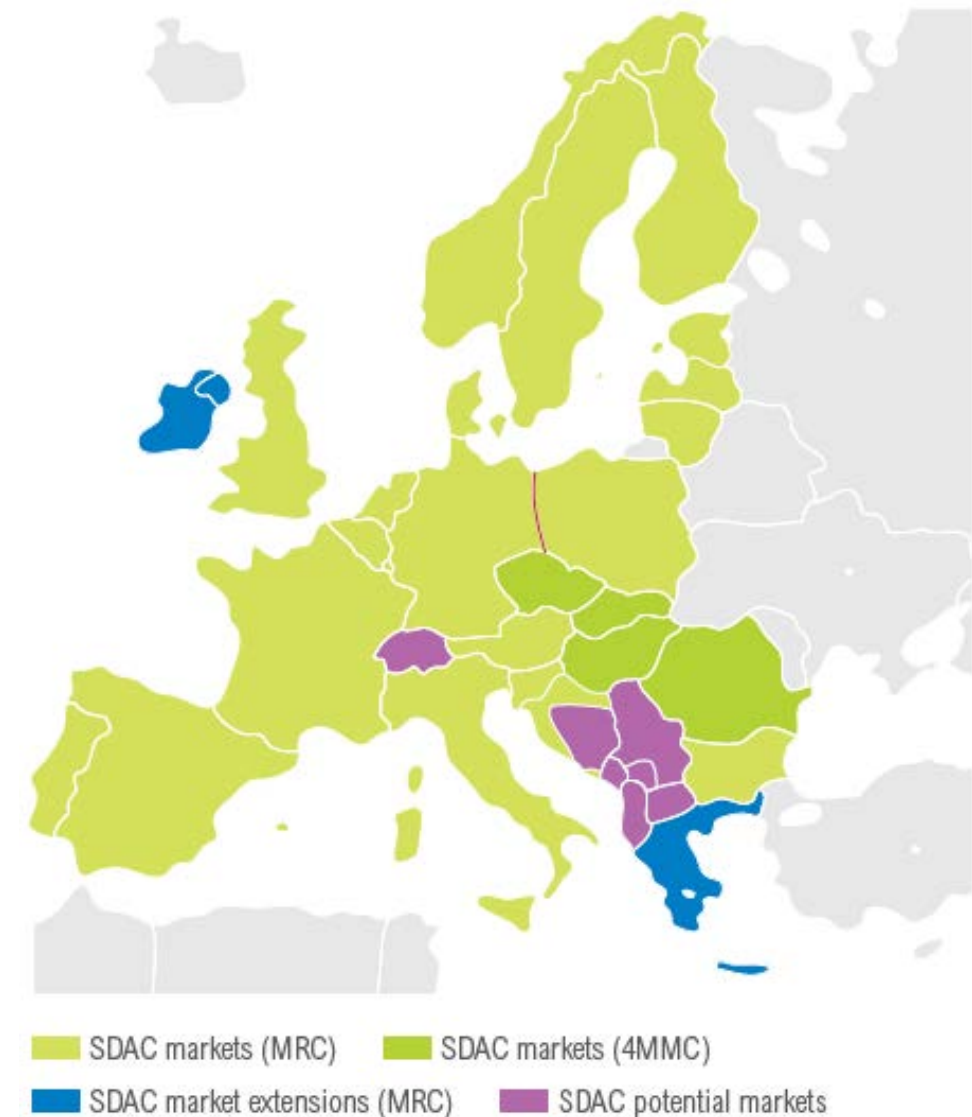 SDAC markets (MRC) SDAC markets (4MMC)
SDAC market extensions (MRC) SDAC potential markets